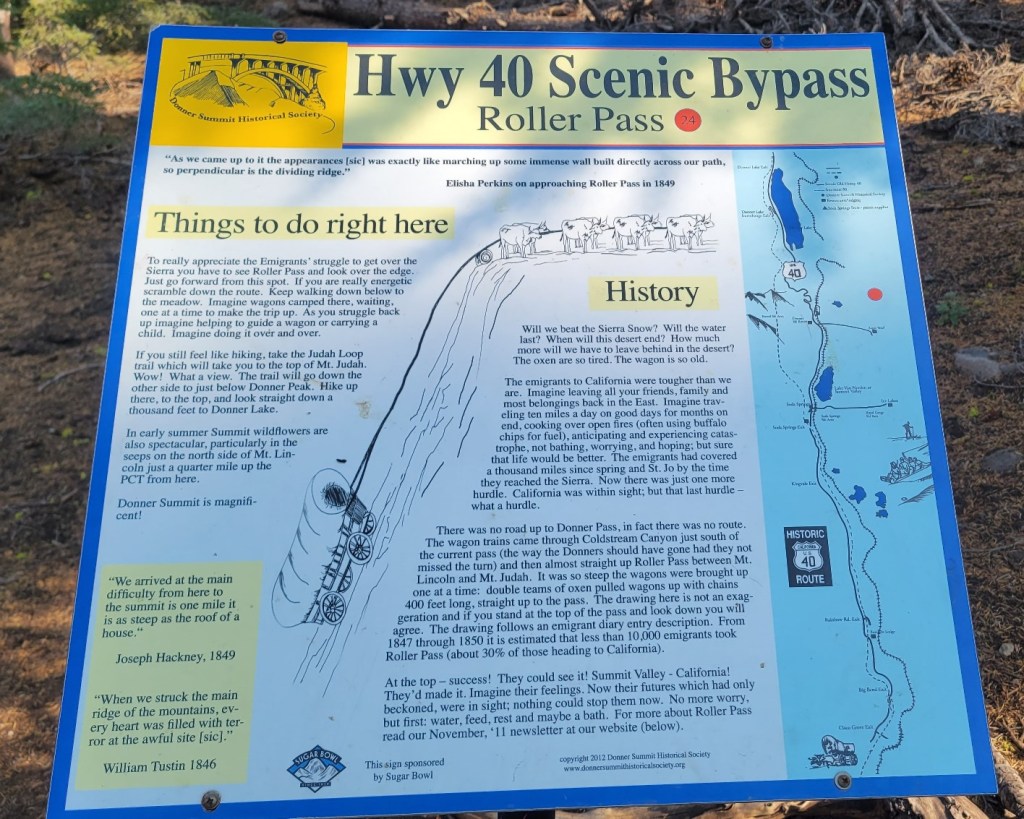 Donner Summit Historical Society
Hwy 40 Scenic Bypass
Roller Pass 24
"As we came up to it the appearances [sic] was exactly like marching up some immense wall built directly across our path,
so perpendicular is the dividing ridge."
Elisha Perkins on approaching Roller Pass in 1849
Things to do right here
To really appreciate the Emigrants' struggle to get over the
Sierra you have to see Roller Pass and look over the edge.
Just go forward from this spot. If you are really energetic
scramble down the route. Keep walking down below to
the meadow. Imagine wagons camped there, waiting,
one at a time to make the trip up. As you struggle back
up imagine helping to guide a wagon or carrying a
child. Imagine doing it over and over.
If you still feel like hiking, take the Judah Loop
trail which will take you to the top of Mt. Judah.
Wow! What a view. The trail will go down the
other side to just below Donner Peak. Hike up
there, to the top, and look straight down a
thousand feet to Donner Lake.
In early summer Summit wildflowers are
also spectacular, particularly in the
seeps on the north side of Mt. Lin-
coln just a quarter mile up the
PCT from here.
Donner Summit is magnifi-
cent!
"We arrived at the main
difficulty from here to
the summit is one mile it
is as steep as the roof of a
house."
Joseph Hackney, 1849
"When we struck the main
ridge of the mountains, ev-
ery heart was filled with ter-
ror at the awful site [sic]."
William Tustin 1846
History
Will we beat the Sierra Snow? Will the water
last? When will this desert end? How much
more will we have to leave behind in the desert?
The oxen are so tired. The wagon is so old.
The emigrants to California were tougher than we
are. Imagine leaving all your friends, family and
most belongings back in the East. Imagine trav-
eling ten miles a day on good days for months on
end, cooking over open fires (often using buffalo
chips for fuel), anticipating and experiencing catas-
trophe, not bathing, worrying, and hoping; but sure
that life would be better. The emigrants had covered
a thousand miles since spring and St. Jo by the time
they reached the Sierra. Now there was just one more
hurdle. California was within sight; but that last hurdle –
what a hurdle.
There was no road up to Donner Pass, in fact there was no route.
The wagon trains came through Coldstream Canyon just south of
the current pass (the way the Donners should have gone had they not
missed the turn) and then almost straight up Roller Pass between Mt.
Lincoln and Mt. Judah. It was so steep the wagons were brought up
one at a time: double teams of oxen pulled wagons up with chains
400 feet long, straight up to the pass. The drawing here is not an exag-
geration and if you stand at the top of the pass and look down you will
agree. The drawing follows an emigrant diary entry description. From
1847 through 1850 it is estimated that less than 10,000 emigrants took
Roller Pass (about 30% of those heading to California).
At the top – success! They could see it! Summit Valley - California!
They'd made it. Imagine their feelings. Now their futures which had only
beckoned, were in sight; nothing could stop them now. No more worry,
but first: water, feed, rest and maybe a bath. For more about Roller Pass
read our November, '11 newsletter at our website (below).
SUGAR BOWL
This sign sponsored
by Sugar Bowl
copyright 2012 Donner Summit Historical Society
www.donnersummithistoricalsociety.org
40
HISTORIC
CALIFORNIA
US
40
ROUTE